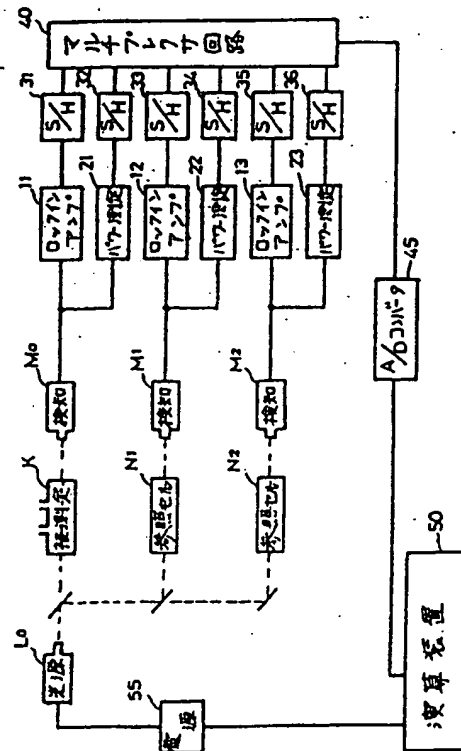 40
マルチプレクサ回路
31
S/H
32
S/H
33
S/H
34
S/H
35
S/H
36
S/H
11
ロックインアンプ
21
パワー測定
12
ロックインアンプ
22
パワー測定
13
ロックインアンプ
23
パワー測定
M0
検知
M1
検知
M2
検知
K
被測定
N1
参照セル
N2
参照セル
L0
光源
55
電源
A/Dコンバータ
45
50
演算装置